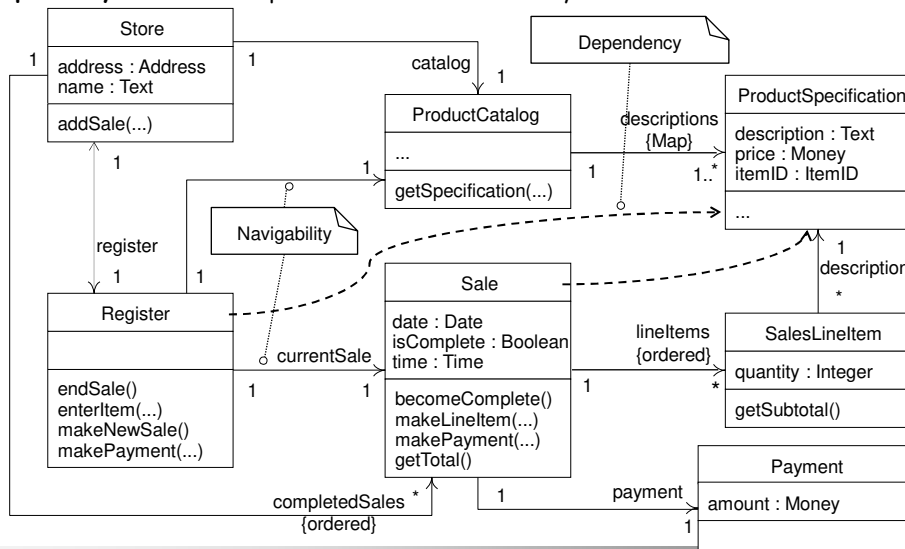 Store
address : Address
name : Text
addSale(...)
1
1
1
catalog
1
ProductCatalog
...
getSpecification(...)
Dependency
descriptions
{Map}
1
1..*
ProductSpecification
description : Text
price : Money
itemID : ItemID
...
1
register
1
1
1
Navigability
Register
endSale()
enterItem(...)
makeNewSale()
makePayment(...)
currentSale
1
1
Sale
date : Date
isComplete : Boolean
time : Time
becomeComplete()
makeLineItem(...)
makePayment(...)
getTotal()
1
description
*
lineItems
{ordered}
1
*
SalesLineItem
quantity : Integer
getSubtotal()
completedSales
{ordered}
*
1
payment
1
Payment
amount : Money